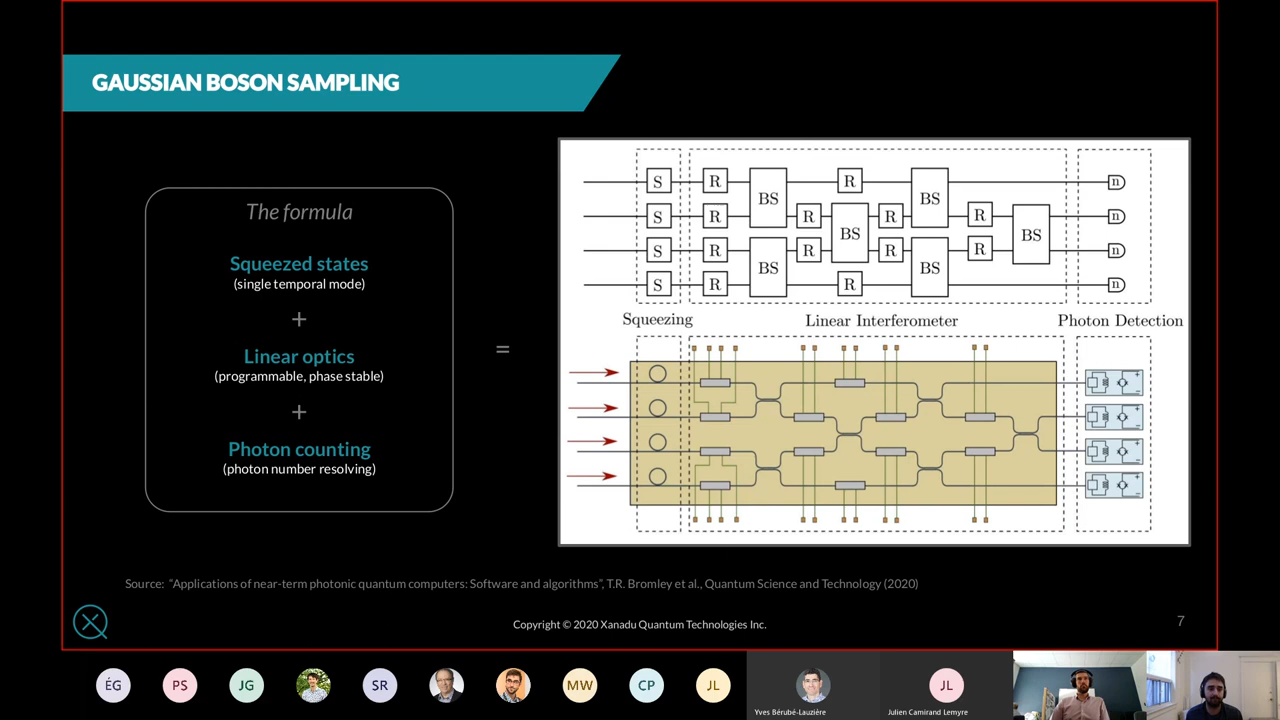 GAUSSIAN BOSON SAMPLING
The formula
Squeezed states
(single temporal mode)
+
Linear optics
(programmable, phase stable)
+
Photon counting
(photon number resolving)
=
S R BS R BS n
S R R BS R BS R BS n
S R R BS R BS R n
S R R n
Squeezing Linear Interferometer Photon Detection
Source: “Applications of near-term photonic quantum computers: Software and algorithms”, T.R. Bromley et al., Quantum Science and Technology (2020)
Copyright © 2020 Xanadu Quantum Technologies Inc.
7
ÉG PS JG SR MW CP JL JL
Yves Bérubé-Lauzière
Julien Camirand Lemyre